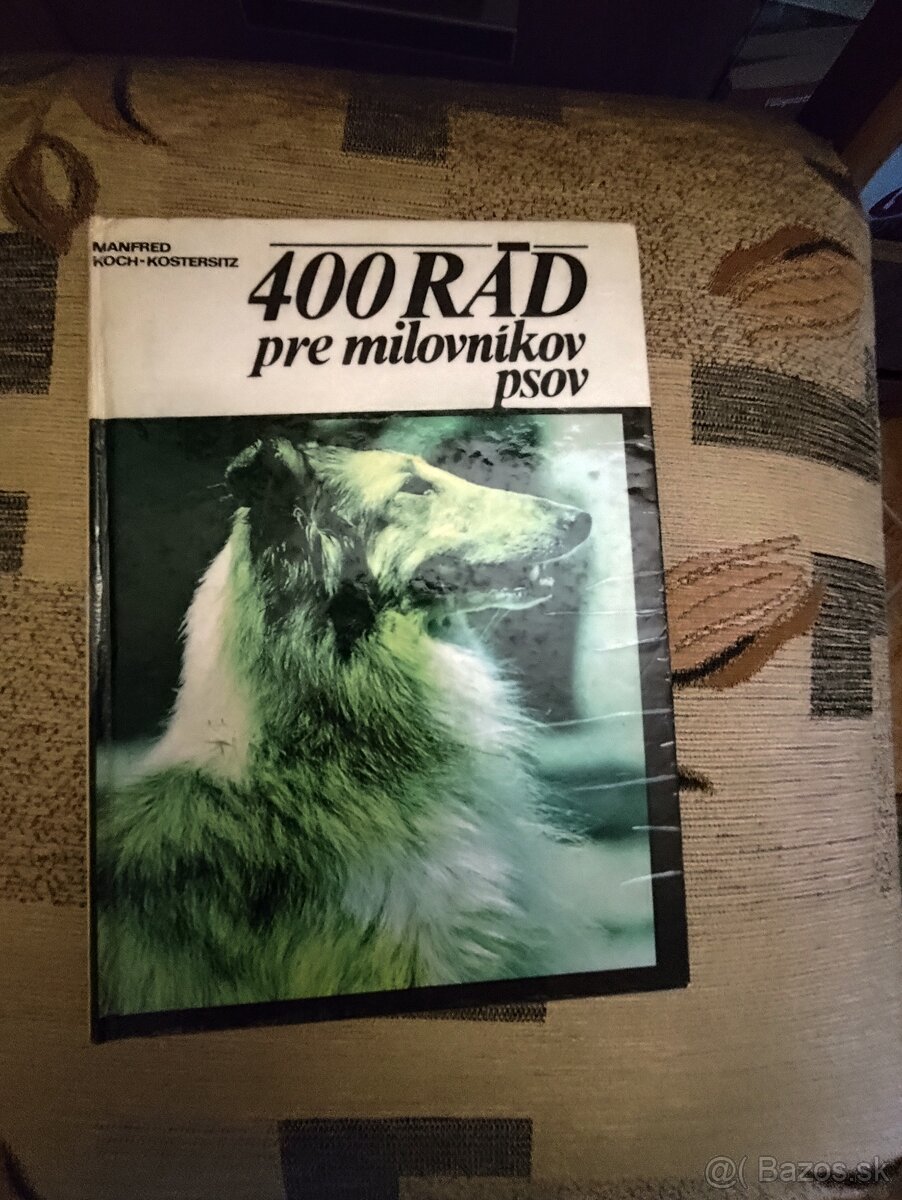 MANFRED
KOCH-KOSTERSITZ
400 RÁD
pre milovníkov
psov
@( Bazos.sk